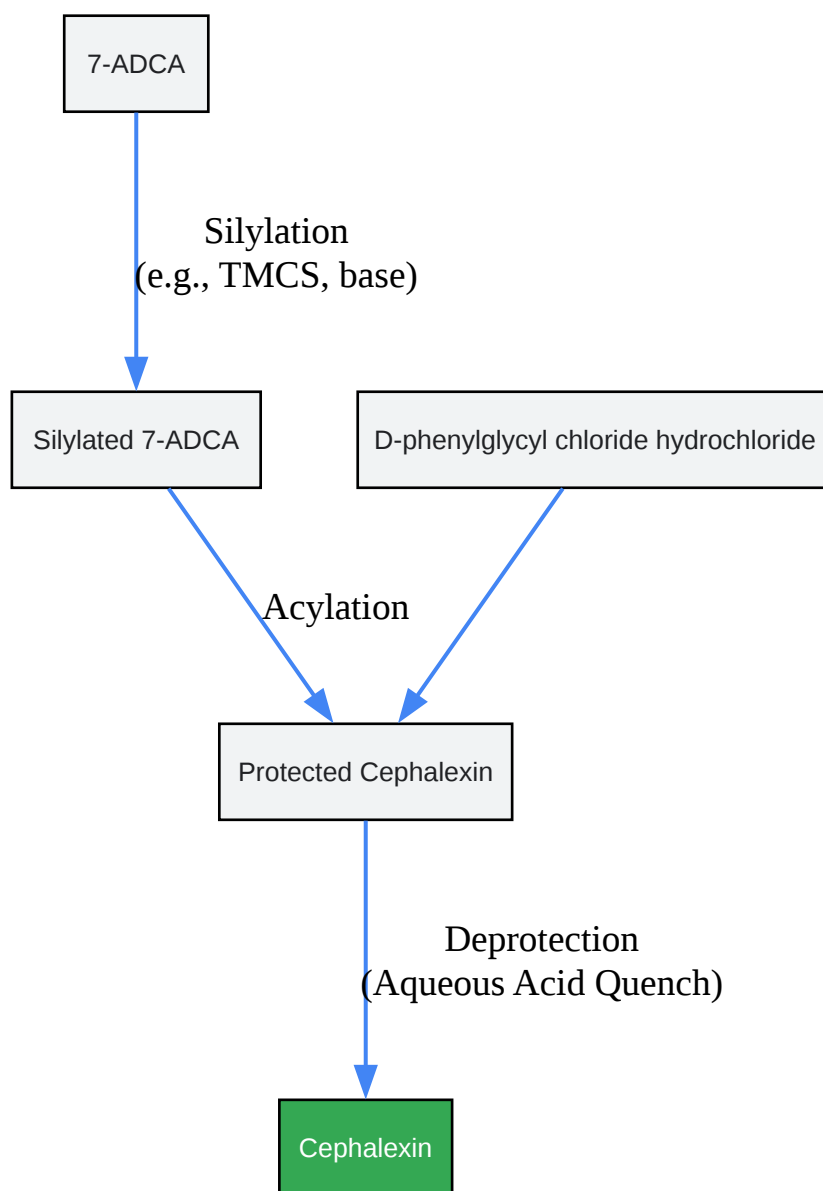 7-ADCA
Silylation
(e.g., TMCS, base)
Silylated 7-ADCA
D-phenylglycyl chloride hydrochloride
Acylation
Protected Cephalexin
Deprotection
(Aqueous Acid Quench)
Cephalexin